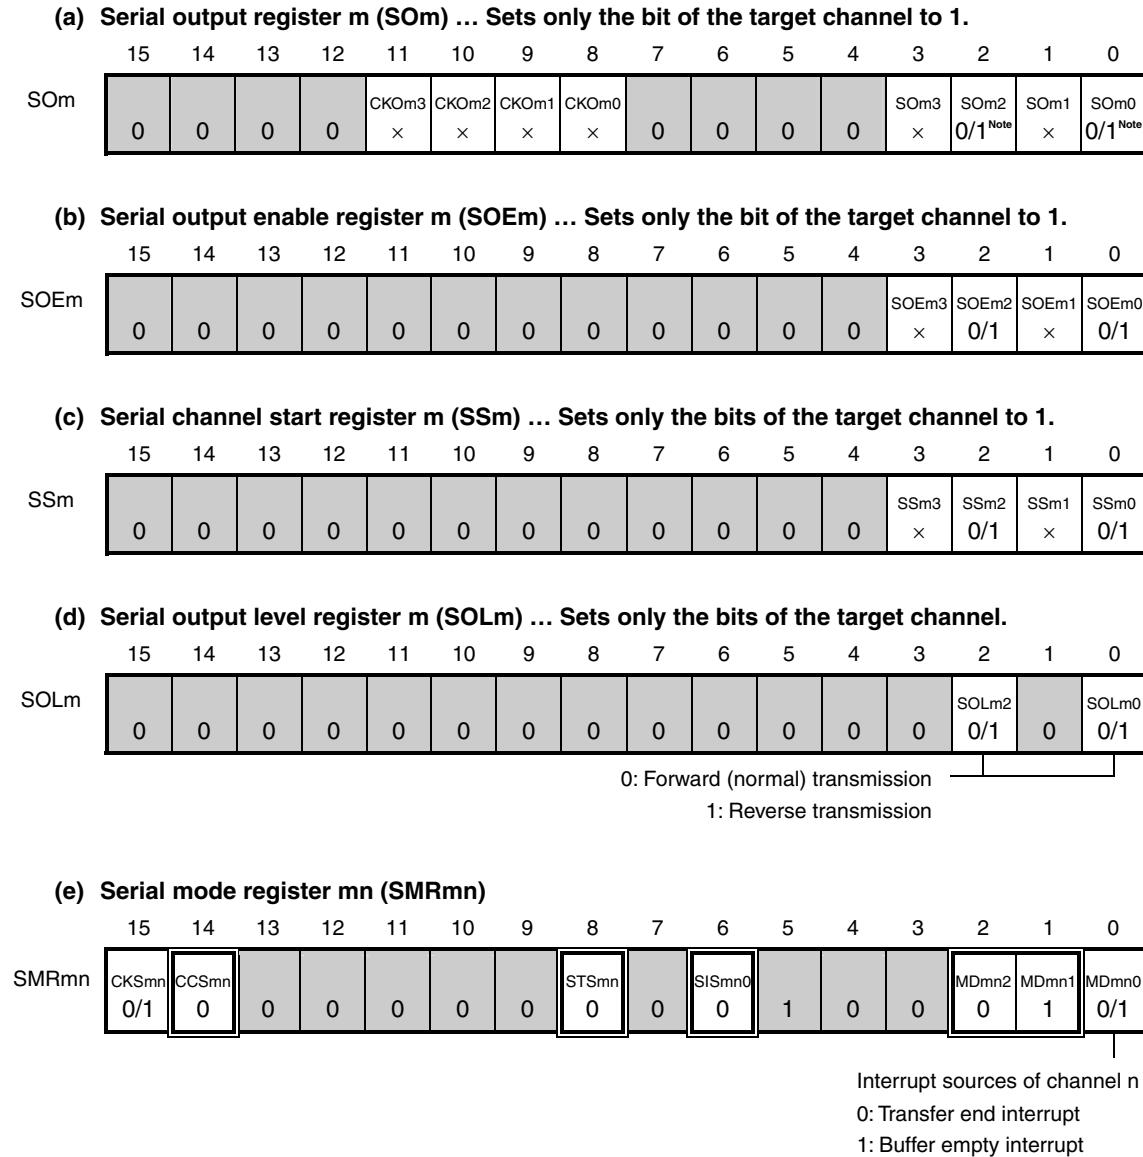 (a) Serial output register m (SOm) … Sets only the bit of the target channel to 1.
15 14 13 12 11 10 9 8 7 6 5 4 3 2 1 0
SOm
CKOm3 CKOm2 CKOm1 CKOm0 SOm3 SOm2 SOm1 SOm0
0 0 0 0 × × × × 0 0 0 0 × 0/1Note × 0/1Note
(b) Serial output enable register m (SOEm) … Sets only the bit of the target channel to 1.
15 14 13 12 11 10 9 8 7 6 5 4 3 2 1 0
SOEm
SOEm3 SOEm2 SOEm1 SOEm0
0 0 0 0 0 0 0 0 0 0 0 0 × 0/1 × 0/1
(c) Serial channel start register m (SSm) … Sets only the bits of the target channel to 1.
15 14 13 12 11 10 9 8 7 6 5 4 3 2 1 0
SSm
SSm3 SSm2 SSm1 SSm0
0 0 0 0 0 0 0 0 0 0 0 0 × 0/1 × 0/1
(d) Serial output level register m (SOLm) … Sets only the bits of the target channel.
15 14 13 12 11 10 9 8 7 6 5 4 3 2 1 0
SOLm
SOLm2 SOLm0
0 0 0 0 0 0 0 0 0 0 0 0 0 0/1 0 0/1
0: Forward (normal) transmission
1: Reverse transmission
(e) Serial mode register mn (SMRmn)
15 14 13 12 11 10 9 8 7 6 5 4 3 2 1 0
SMRmn
CKSmn CCSmn STSmn SISmn0 MDmn2 MDmn1 MDmn0
0/1 0 0 0 0 0 0 0 0 0 1 0 0 0 1 0/1
Interrupt sources of channel n
0: Transfer end interrupt
1: Buffer empty interrupt